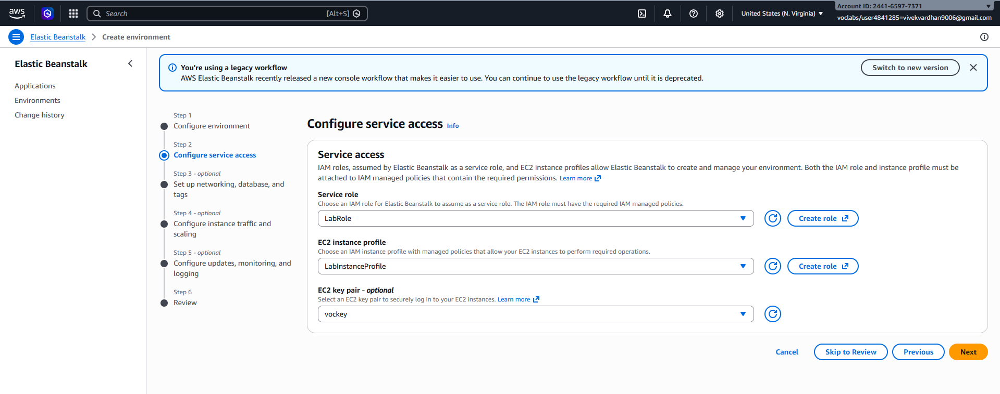 aws
Search
[Alt+S]
United States (N. Virginia)
Account ID: 2441-6597-7371
voclabs/user4841285=vivekvardhan9006@gmail.com
Elastic Beanstalk
Create environment
Elastic Beanstalk
Applications
Environments
Change history
You're using a legacy workflow
AWS Elastic Beanstalk recently released a new console workflow that makes it easier to use. You can continue to use the legacy workflow until it is deprecated.
Switch to new version
Step 1
Configure environment
Step 2
Configure service access
Step 3 - optional
Set up networking, database, and
tags
Step 4 - optional
Configure instance traffic and
scaling
Step 5 - optional
Configure updates, monitoring, and
logging
Step 6
Review
Configure service access Info
Service access
IAM roles, assumed by Elastic Beanstalk as a service role, and EC2 instance profiles allow Elastic Beanstalk to create and manage your environment. Both the IAM role and instance profile must be
attached to IAM managed policies that contain the required permissions. Learn more
Service role
Choose an IAM role for Elastic Beanstalk to assume as a service role. The IAM role must have the required IAM managed policies.
LabRole
Create role
EC2 instance profile
Choose an IAM instance profile with managed policies that allow your EC2 instances to perform required operations.
LabInstanceProfile
Create role
EC2 key pair - optional
Select an EC2 key pair to securely log in to your EC2 instances. Learn more
vockey
Cancel
Skip to Review
Previous
Next